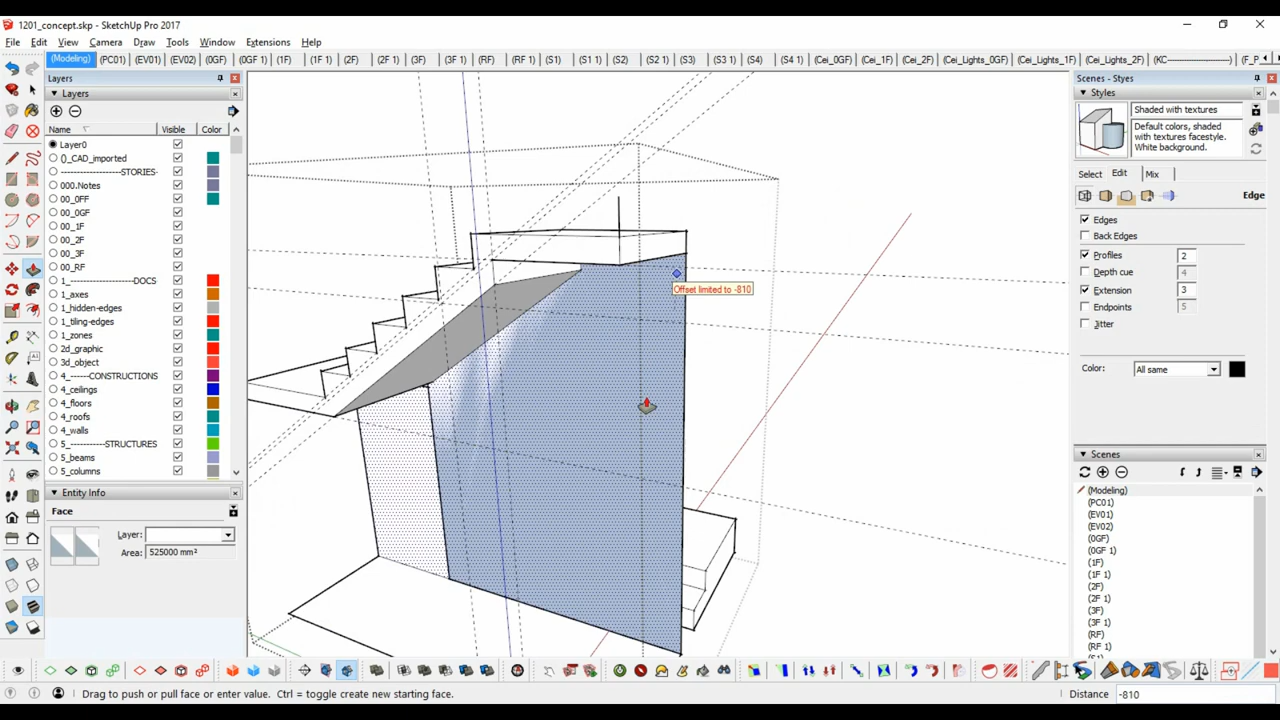 1201_concept.skp - SketchUp Pro 2017
File Edit View Camera Draw Tools Window Extensions Help
(Modeling) (PC01) (EV01) (EV02) (0GF) (0GF 1) (1F) (1F 1) (2F) (2F 1) (3F) (3F 1) (RF) (RF 1) (S1) (S1 1) (S2) (S2 1) (S3) (S3 1) (S4) (S4 1) (Cei_0GF) (Cei_1F) (Cei_2F) (Cei_Lights_0GF) (Cei_Lights_1F) (Cei_Lights_2F) (KC--------------------) (F_P
Layers
Layers
Name Visible Color
Layer0
()_CAD_imported
-------------------STORIES-
000.Notes
00_0FF
00_0GF
00_1F
00_2F
00_3F
00_RF
1_---------------DOCS
1_axes
1_hidden-edges
1_tiling-edges
1_zones
2d_graphic
3d_object
4_------CONSTRUCTIONS
4_ceilings
4_floors
4_roofs
4_walls
5_-----------STRUCTURES
5_beams
5_columns
Entity Info
Face
Layer:
Area: 525000 mm²
Offset limited to -810
Scenes - Styes
Styles
Shaded with textures
Default colors, shaded
with textures facestyle.
White background.
Select Edit Mix
Edge
Edges
Back Edges
Profiles 2
Depth cue 4
Extension 3
Endpoints 5
Jitter
Color: All same
Scenes
(Modeling)
(PC01)
(EV01)
(EV02)
(0GF)
(0GF 1)
(1F)
(1F 1)
(2F)
(2F 1)
(3F)
(3F 1)
(RF)
(RF 1)
Drag to push or pull face or enter value. Ctrl = toggle create new starting face.
Distance -810